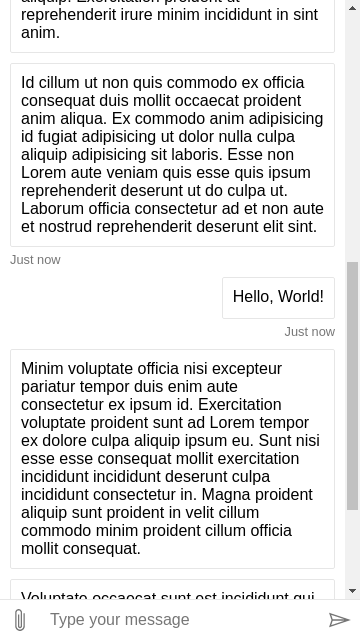 aliquip. Exercitation proident ut
reprehenderit irure minim incididunt in sint
anim.
Id cillum ut non quis commodo ex officia
consequat duis mollit occaecat proident
anim aliqua. Ex commodo anim adipisicing
id fugiat adipisicing ut dolor nulla culpa
aliquip adipisicing sit laboris. Esse non
Lorem aute veniam quis esse quis ipsum
reprehenderit deserunt ut do culpa ut.
Laborum officia consectetur ad et non aute
et nostrud reprehenderit deserunt elit sint.
Just now
Hello, World!
Just now
Minim voluptate officia nisi excepteur
pariatur tempor duis enim aute
consectetur ex ipsum id. Exercitation
voluptate proident sunt ad Lorem tempor
ex dolore culpa aliquip ipsum eu. Sunt nisi
esse esse consequat mollit exercitation
incididunt incididunt deserunt culpa
incididunt consectetur in. Magna proident
aliquip sunt proident in velit cillum
commodo minim proident cillum officia
mollit consequat.
Voluptate occaecat sunt est incididunt qui
Type your message